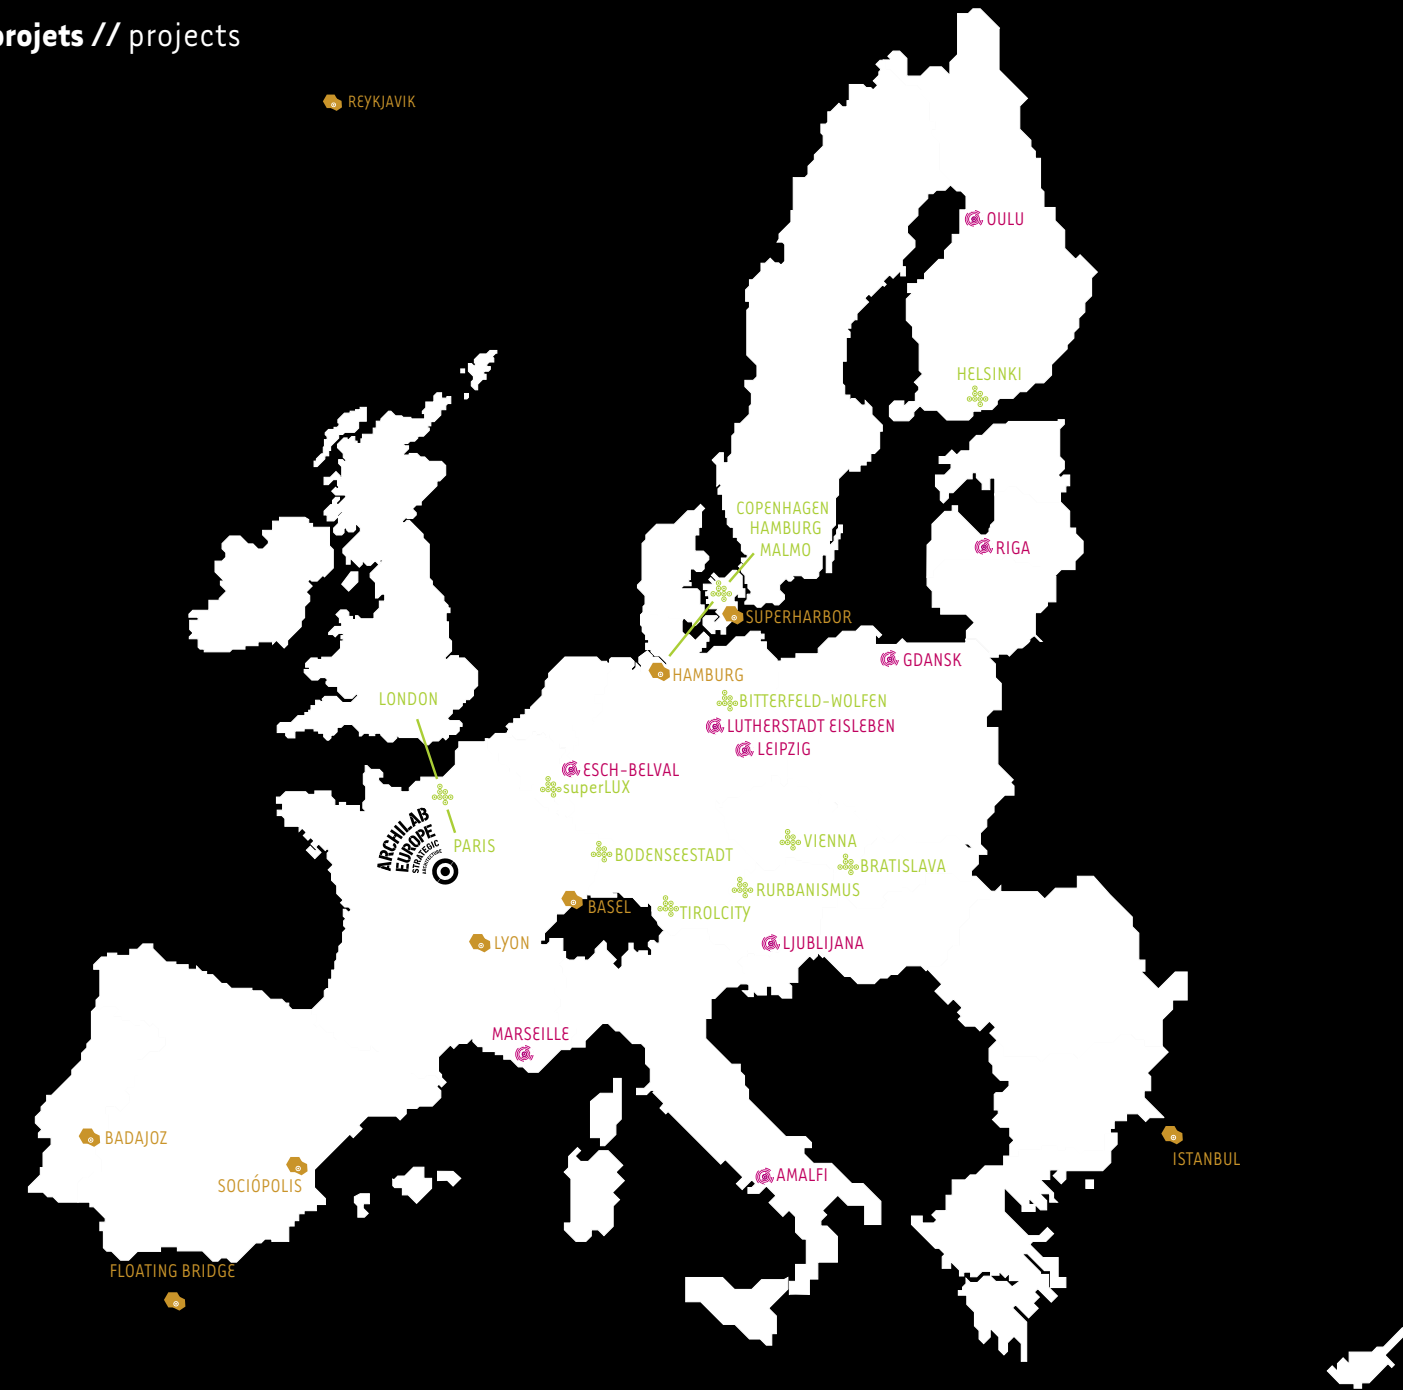 projets // projects
REYKJAVIK
OULU
HELSINKI
COPENHAGEN
HAMBURG
MALMO
RIGA
SUPERHARBOR
GDANSK
HAMBURG
LONDON
BITTERFELD-WOLFEN
LUTHERSTADT EISLEBEN
LEIPZIG
ESCH-BELVAL
superLUX
ARCHILAB
EUROPE
STRATEGIC
ARCHITECTURE
PARIS
VIENNA
BODENSEESTADT
BRATISLAVA
RURBANISMUS
BASEL
TIROLCITY
LYON
LJUBLIJANA
MARSEILLE
BADAJOZ
ISTANBUL
SOCIÓPOLIS
AMALFI
FLOATING BRIDGE